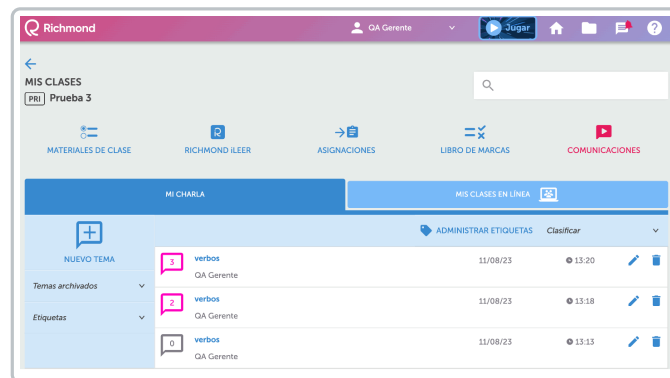 Richmond
QA Gerente
Jugar
MIS CLASES
PRI Prueba 3
MATERIALES DE CLASE
RICHMOND iLEER
ASIGNACIONES
LIBRO DE MARCAS
COMUNICACIONES
MI CHARLA
MIS CLASES EN LÍNEA
NUEVO TEMA
Temas archivados
Etiquetas
ADMINISTRAR ETIQUETAS Clasificar
3 verbos 11/08/23 13:20
QA Gerente
2 verbos 11/08/23 13:18
QA Gerente
0 verbos 11/08/23 13:13
QA Gerente